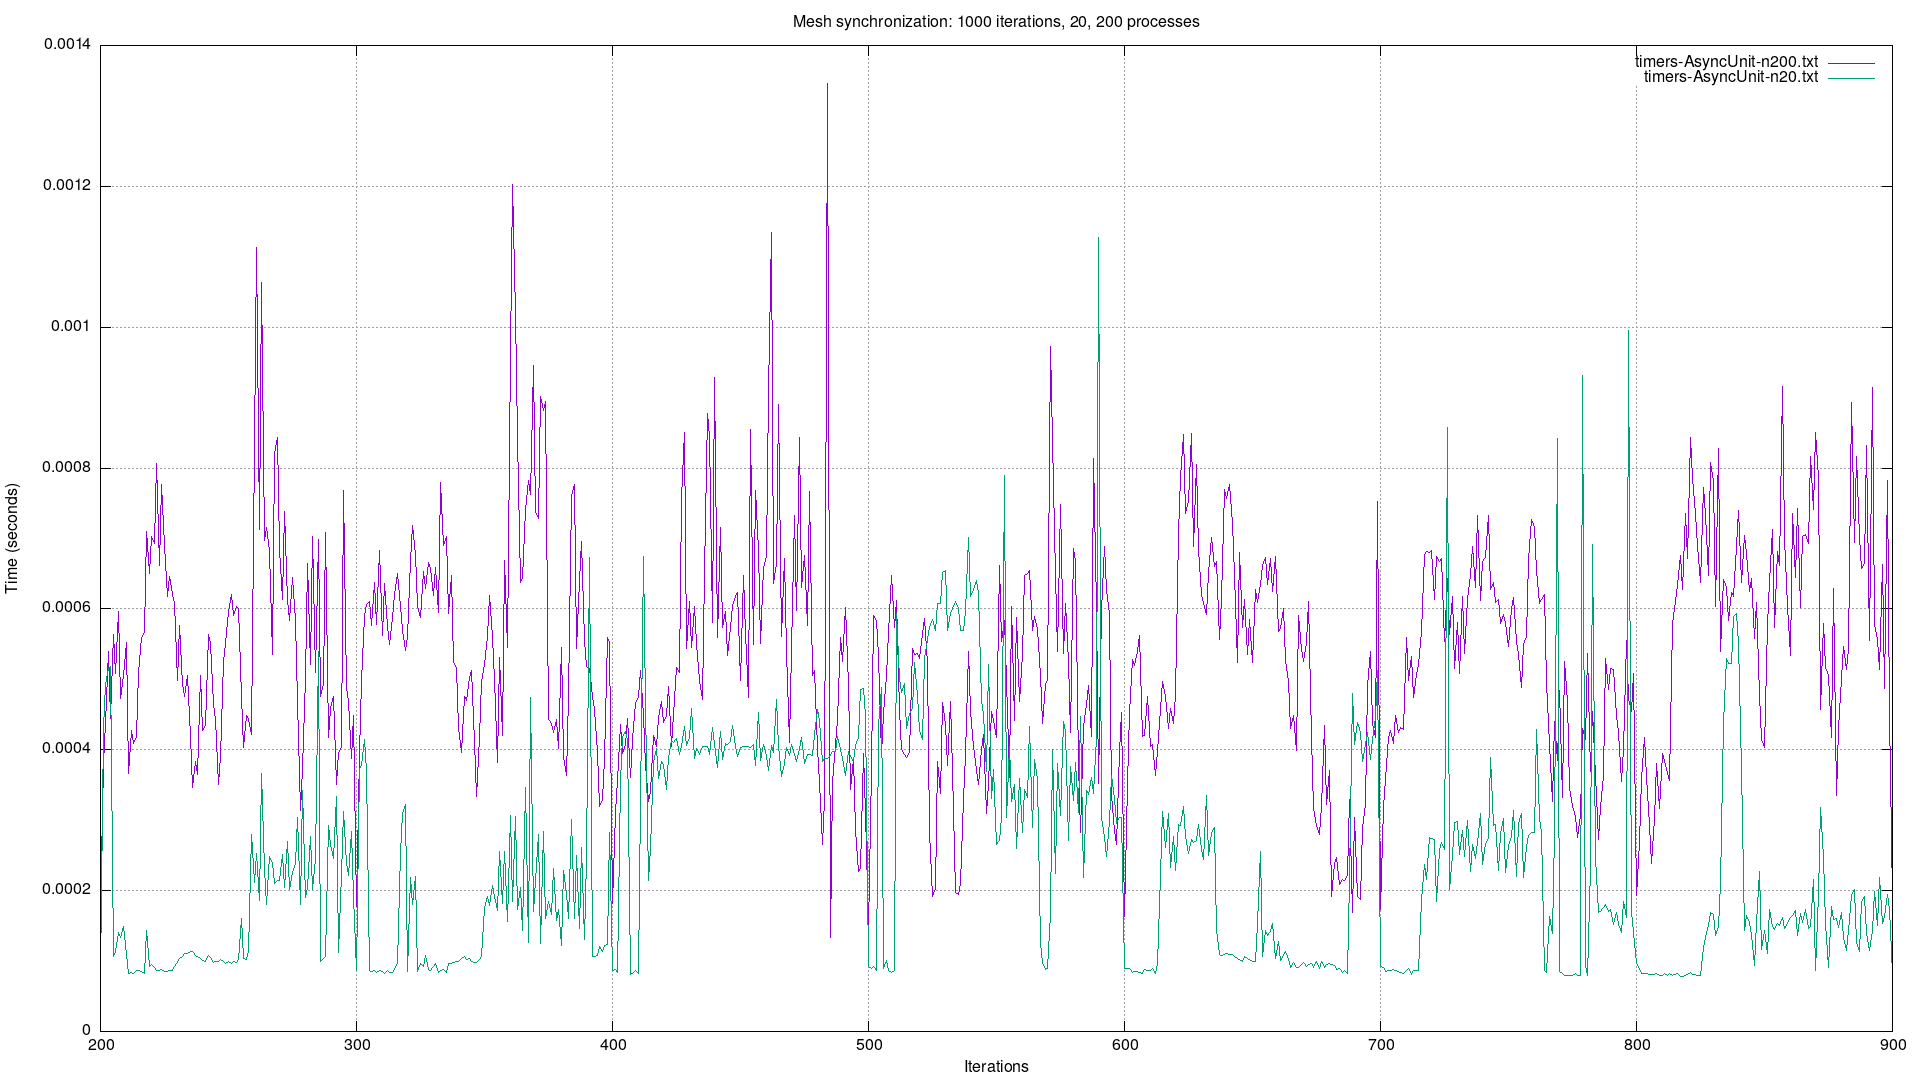 Mesh synchronization: 1000 iterations, 20, 200 processes
0.0014
timers-AsyncUnit-n200.txt
timers-AsyncUnit-n20.txt
0.0012
0.001
0.0008
Time (seconds)
0.0006
0.0004
0.0002
0
200 300 400 500 600 700 800 900
Iterations